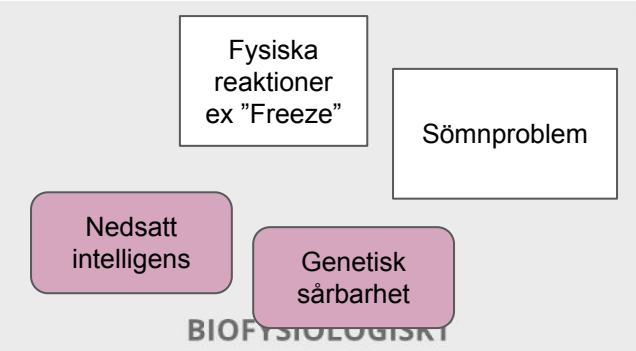 Fysiska
reaktioner
ex ”Freeze”
Sömnproblem
Nedsatt
intelligens
Genetisk
sårbarhet
BIOFYSIOLOGISKT